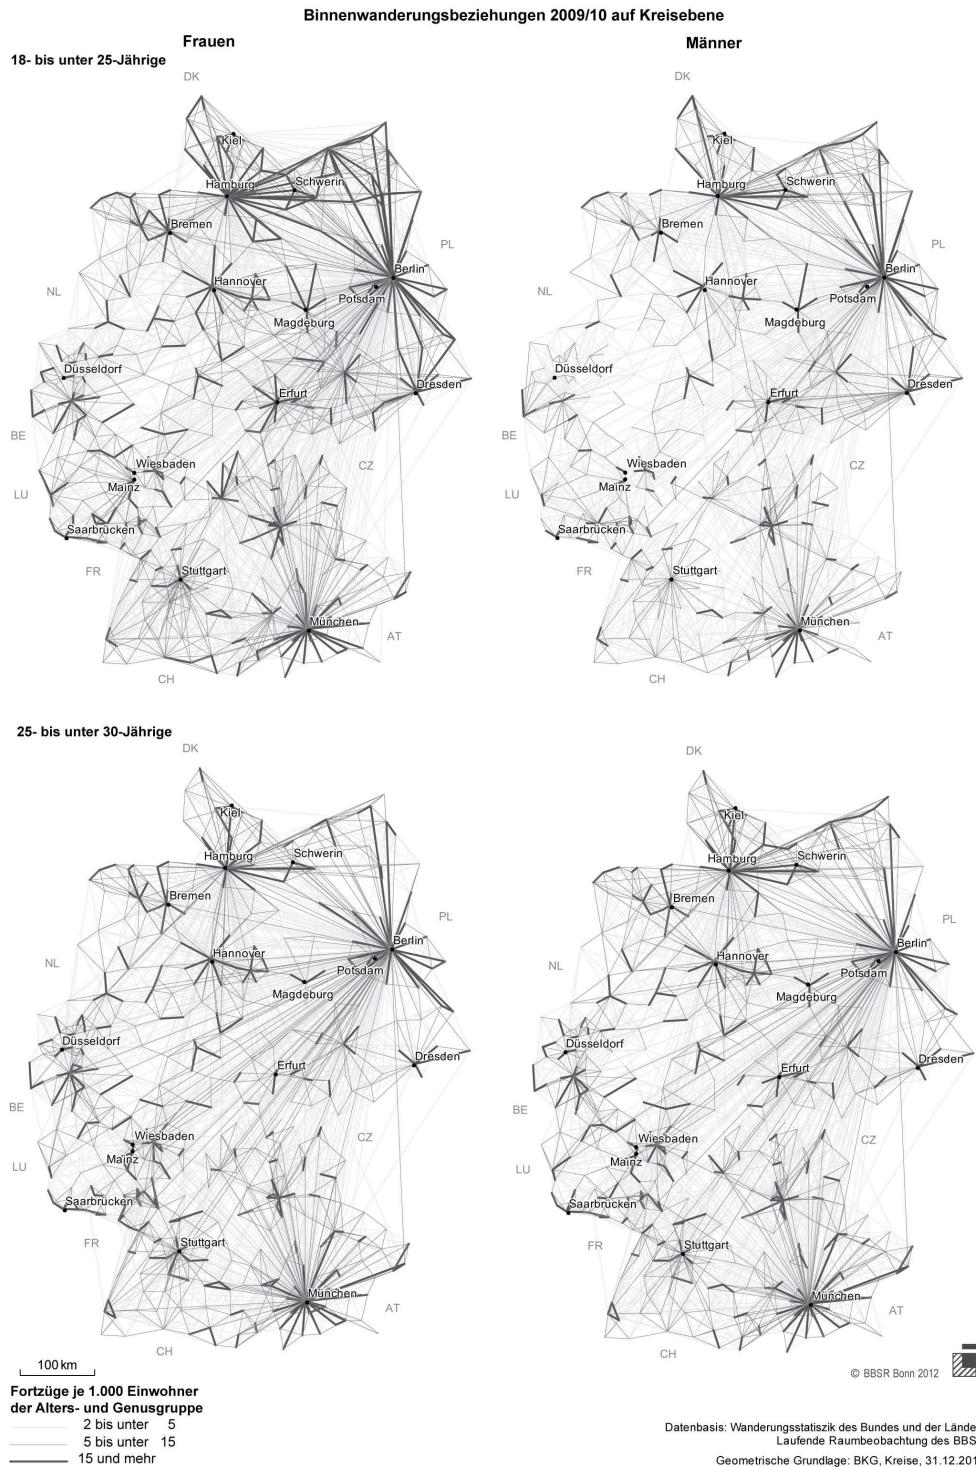 Binnenwanderungsbeziehungen 2009/10 auf Kreisebene
Frauen
Männer
18- bis unter 25-Jährige
DK
Kiel
Hamburg
Schwerin
Bremen
PL
Berlin
Hannover
NL
Potsdam
Magdeburg
Düsseldorf
Dresden
Erfurt
BE
Wiesbaden
CZ
Mainz
LU
Saarbrücken
FR
Stuttgart
München
AT
CH
DK
Kiel
Hamburg
Schwerin
Bremen
PL
Berlin
Hannover
NL
Potsdam
Magdeburg
Düsseldorf
Dresden
Erfurt
BE
Wiesbaden
CZ
Mainz
LU
Saarbrücken
FR
Stuttgart
München
AT
CH
25- bis unter 30-Jährige
DK
Kiel
Hamburg
Schwerin
Bremen
PL
Berlin
Hannover
NL
Potsdam
Magdeburg
Düsseldorf
Dresden
Erfurt
BE
Wiesbaden
CZ
Mainz
LU
Saarbrücken
FR
Stuttgart
München
AT
CH
DK
Kiel
Hamburg
Schwerin
Bremen
PL
Berlin
Hannover
NL
Potsdam
Magdeburg
Düsseldorf
Dresden
Erfurt
BE
Wiesbaden
CZ
Mainz
LU
Saarbrücken
FR
Stuttgart
München
AT
CH
100 km
© BBSR Bonn 2012
Fortzüge je 1.000 Einwohner
der Alters- und Genusgruppe
2 bis unter 5
5 bis unter 15
15 und mehr
Datenbasis: Wanderungsstatiszik des Bundes und der Lände
Laufende Raumbeobachtung des BBS
Geometrische Grundlage: BKG, Kreise, 31.12.201